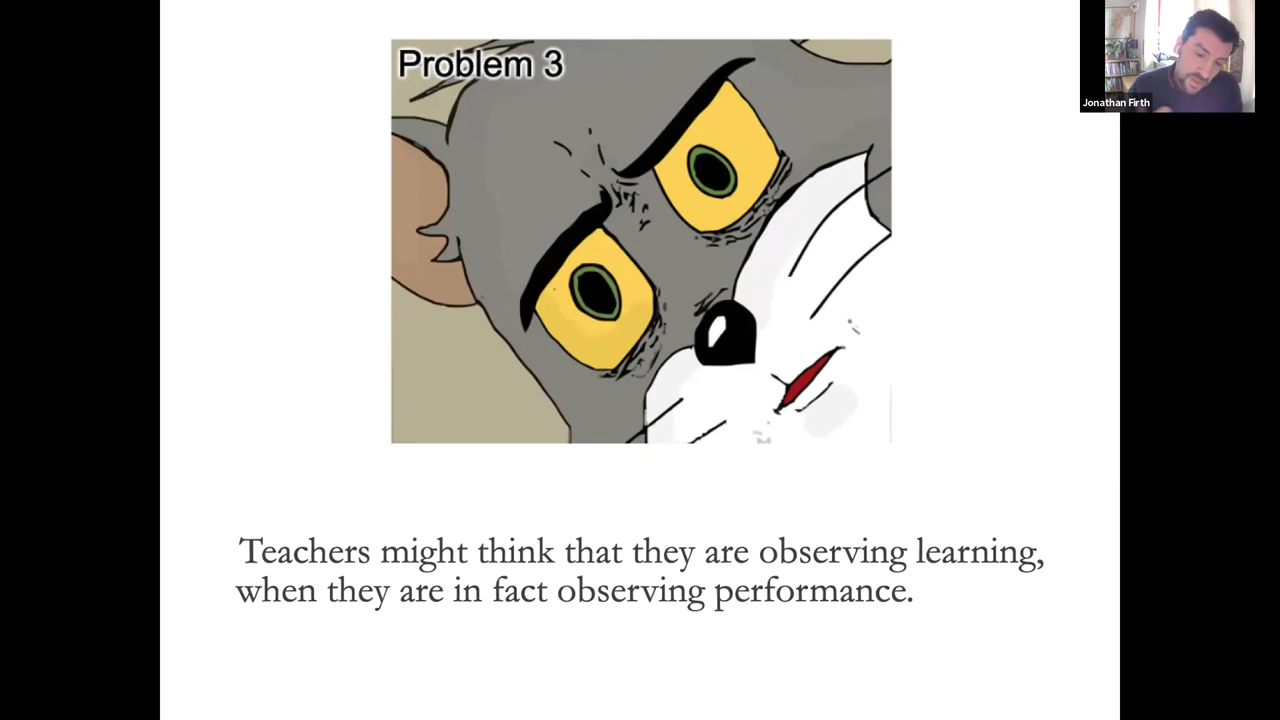 Problem 3
Jonathan Firth
Teachers might think that they are observing learning,
when they are in fact observing performance.